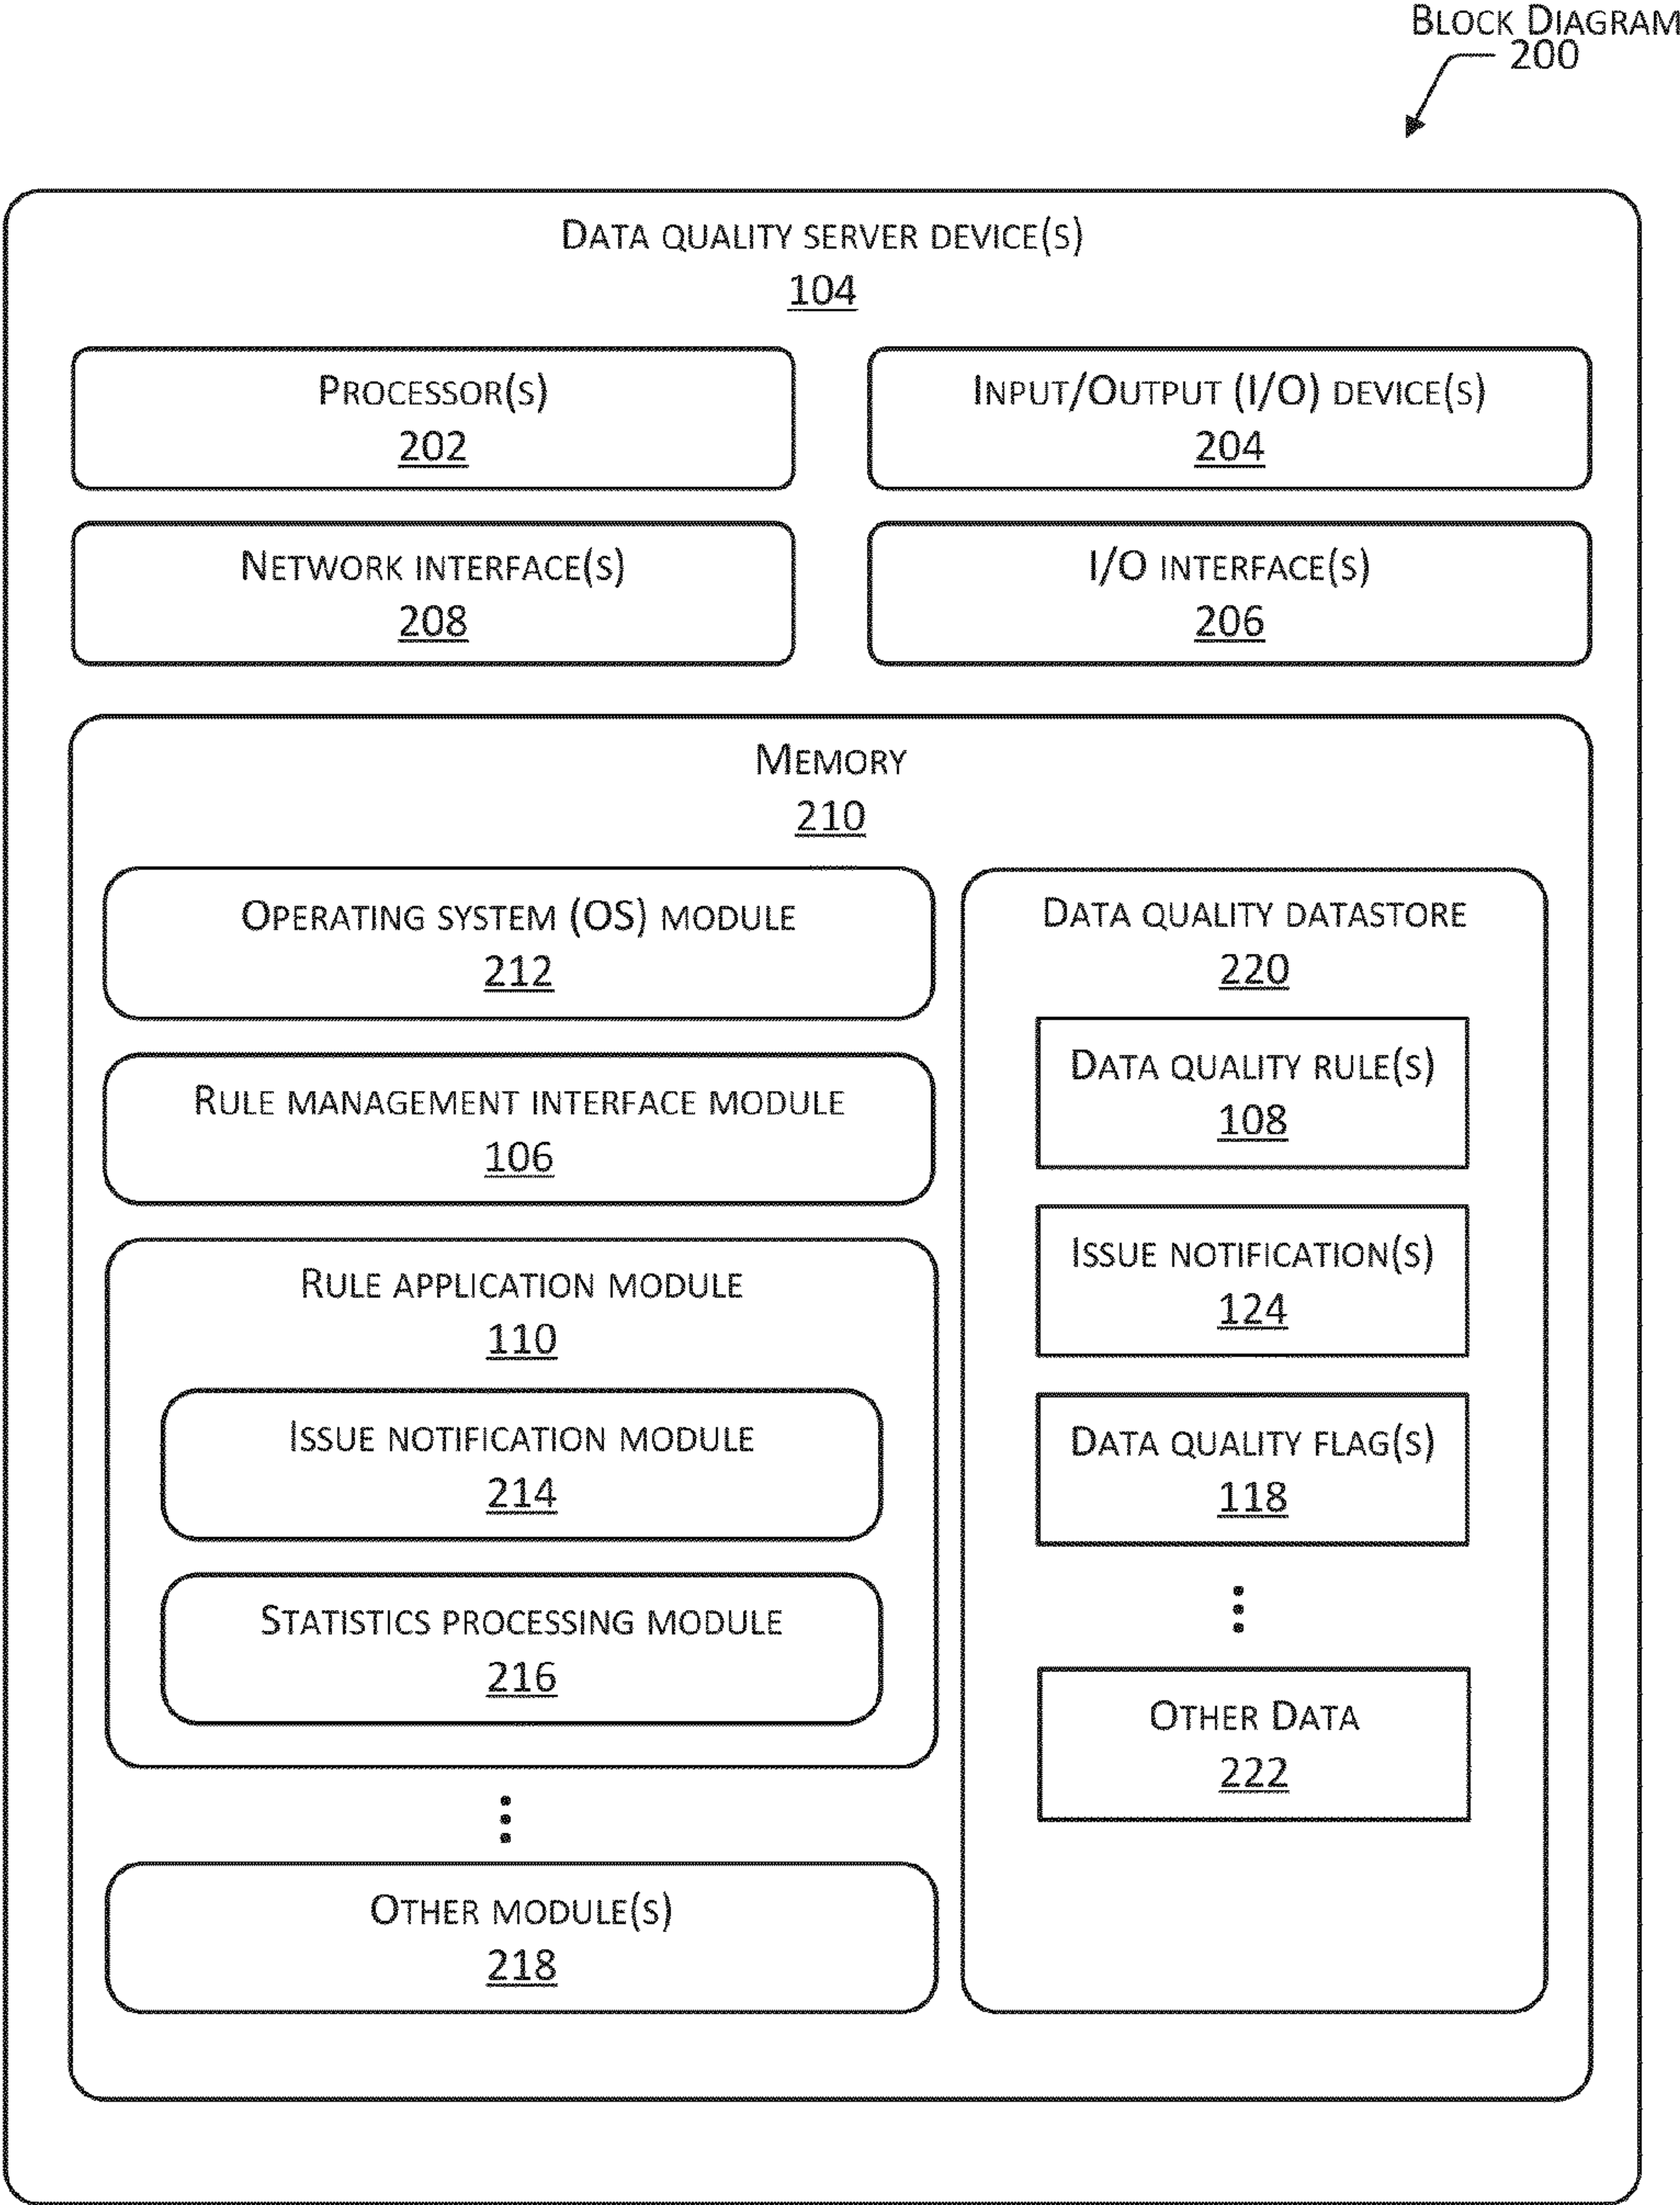 Block Diagram
200
Data quality server device(s)
104
Processor(s)
202
Input/Output (I/O) device(s)
204
Network interface(s)
208
I/O interface(s)
206
Memory
210
Operating system (OS) module
212
Rule management interface module
106
Rule application module
110
Issue notification module
214
Statistics processing module
216
Other module(s)
218
Data quality datastore
220
Data quality rule(s)
108
Issue notification(s)
124
Data quality flag(s)
118
Other Data
222